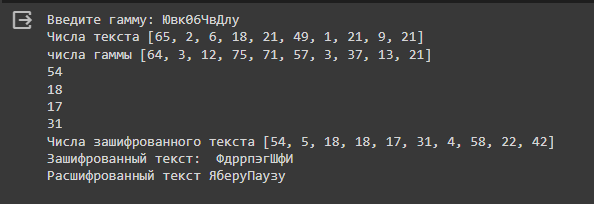 Введите гамму: Ювк06ЧвДлу
Числа текста [65, 2, 6, 18, 21, 49, 1, 21, 9, 21]
числа гаммы [64, 3, 12, 75, 71, 57, 3, 37, 13, 21]
54
18
17
31
Числа зашифрованного текста [54, 5, 18, 18, 17, 31, 4, 58, 22, 42]
Зашифрованный текст:  ФдррпэгШфИ
Расшифрованный текст ЯберуПаузу